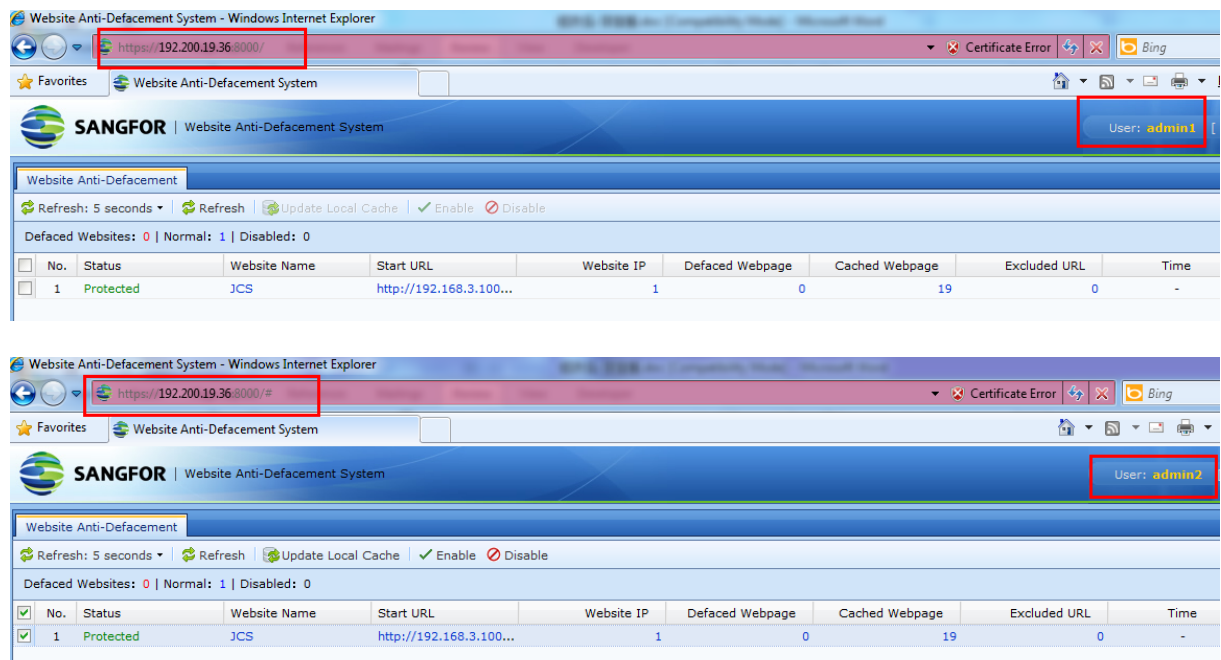 Website Anti-Defacement System - Windows Internet Explorer
https://192.200.19.36:8000/ Certificate Error Bing
Favorites Website Anti-Defacement System
SANGFOR | Website Anti-Defacement System User: admin1 [
Website Anti-Defacement
Refresh: 5 seconds Refresh Update Local Cache Enable Disable
Defaced Websites: 0 | Normal: 1 | Disabled: 0
No. Status Website Name Start URL Website IP Defaced Webpage Cached Webpage Excluded URL Time
1 Protected JCS http://192.168.3.100... 1 0 19 0 -
Website Anti-Defacement System - Windows Internet Explorer
https://192.200.19.36:8000/# Certificate Error Bing
Favorites Website Anti-Defacement System
SANGFOR | Website Anti-Defacement System User: admin2 [
Website Anti-Defacement
Refresh: 5 seconds Refresh Update Local Cache Enable Disable
Defaced Websites: 0 | Normal: 1 | Disabled: 0
No. Status Website Name Start URL Website IP Defaced Webpage Cached Webpage Excluded URL Time
1 Protected JCS http://192.168.3.100... 1 0 19 0 -